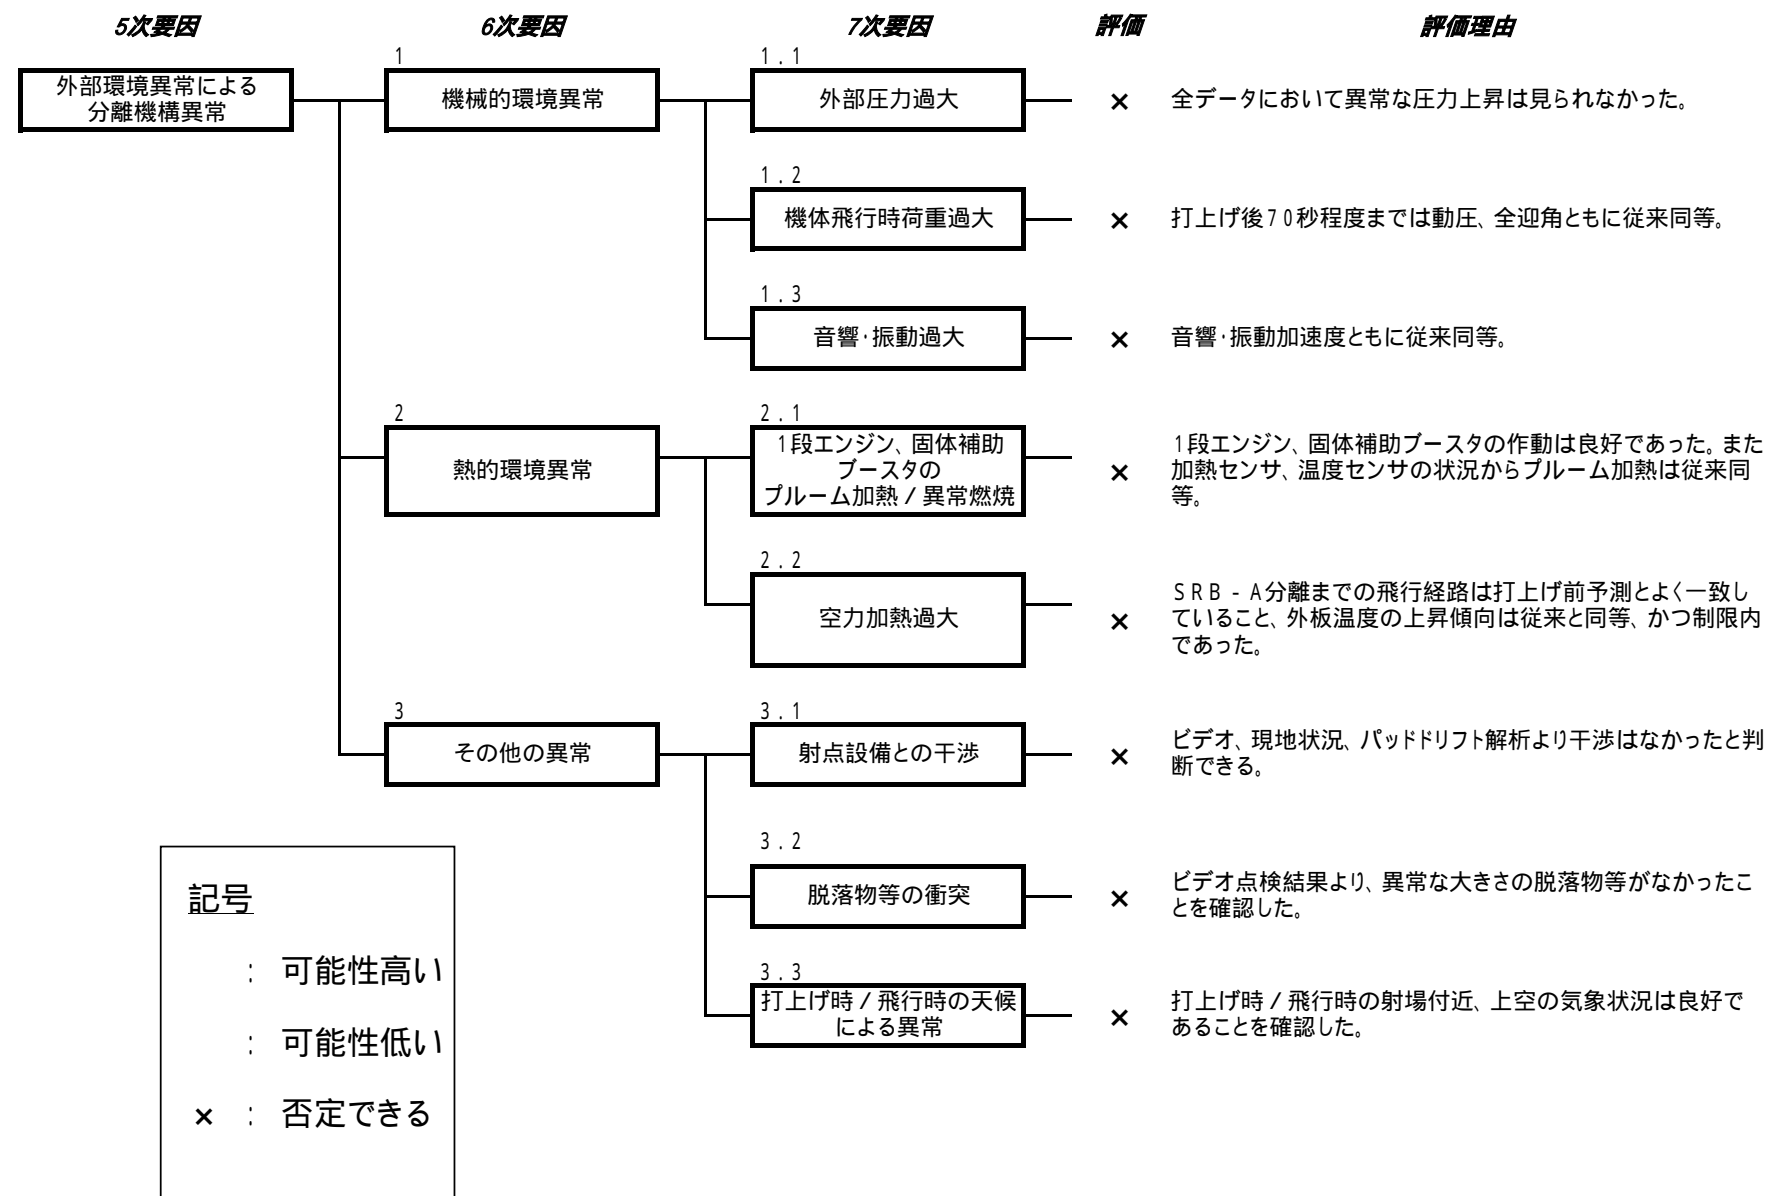 5次要因 6次要因 7次要因 評価 評価理由
外部環境異常による
分離機構異常
1
機械的環境異常
1.1
外部圧力過大
× 全データにおいて異常な圧力上昇は見られなかった。
1.2
機体飛行時荷重過大
× 打上げ後70秒程度までは動圧、全迎角ともに従来同等。
1.3
音響・振動過大
× 音響・振動加速度ともに従来同等。
2
熱的環境異常
2.1
1段エンジン、固体補助
ブースタの
プルーム加熱/異常燃焼
×
1段エンジン、固体補助ブースタの作動は良好であった。また
加熱センサ、温度センサの状況からプルーム加熱は従来同
等。
2.2
空力加熱過大
×
SRB-A分離までの飛行経路は打上げ前予測とよく一致し
ていること、外板温度の上昇傾向は従来と同等、かつ制限内
であった。
3
その他の異常
3.1
射点設備との干渉
×
ビデオ、現地状況、パッドドリフト解析より干渉はなかったと判
断できる。
3.2
脱落物等の衝突
×
ビデオ点検結果より、異常な大きさの脱落物等がなかったこ
とを確認した。
3.3
打上げ時/飛行時の天候
による異常
×
打上げ時/飛行時の射場付近、上空の気象状況は良好で
あることを確認した。
記号
: 可能性高い
: 可能性低い
× : 否定できる